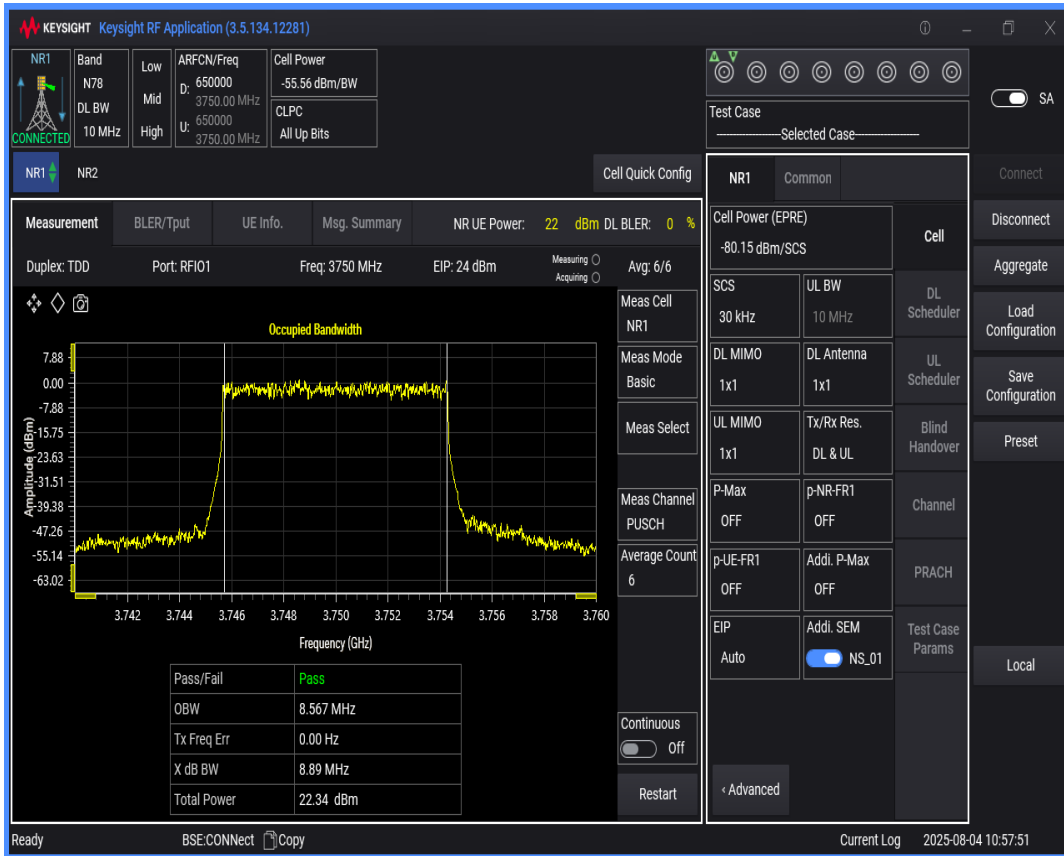 KEYSIGHT Keysight RF Application (3.5.134.12281)
NR1
CONNECTED
Band
N78
DL BW
10 MHz
Low
Mid
High
ARFCN/Freq
D: 650000
3750.00 MHz
U: 650000
3750.00 MHz
Cell Power
-55.56 dBm/BW
CLPC
All Up Bits
Test Case
-------------------Selected Case-------------------
SA
NR1 NR2 Cell Quick Config
Measurement BLER/Tput UE Info. Msg. Summary NR UE Power: 22 dBm DL BLER: 0 %
Duplex: TDD Port: RFIO1 Freq: 3750 MHz EIP: 24 dBm Measuring Avg: 6/6
Acquiring
Occupied Bandwidth
Amplitude (dBm)
7.88
0.00
-7.88
-15.75
-23.63
-31.51
-39.38
-47.26
-55.14
-63.02
3.742 3.744 3.746 3.748 3.750 3.752 3.754 3.756 3.758 3.760
Frequency (GHz)
Pass/Fail Pass
OBW 8.567 MHz
Tx Freq Err 0.00 Hz
X dB BW 8.89 MHz
Total Power 22.34 dBm
Meas Cell
NR1
Meas Mode
Basic
Meas Select
Meas Channel
PUSCH
Average Count
6
Continuous
Off
Restart
NR1 Common
Cell Power (EPRE)
-80.15 dBm/SCS
SCS
30 kHz
UL BW
10 MHz
DL MIMO
1x1
DL Antenna
1x1
UL MIMO
1x1
Tx/Rx Res.
DL & UL
P-Max
OFF
p-NR-FR1
OFF
p-UE-FR1
OFF
Addi. P-Max
OFF
EIP
Auto
Addi. SEM
NS_01
‹ Advanced
Cell
DL
Scheduler
UL
Scheduler
Blind
Handover
Channel
PRACH
Test Case
Params
Connect
Disconnect
Aggregate
Load
Configuration
Save
Configuration
Preset
Local
Ready BSE:CONNect Copy Current Log 2025-08-04 10:57:51